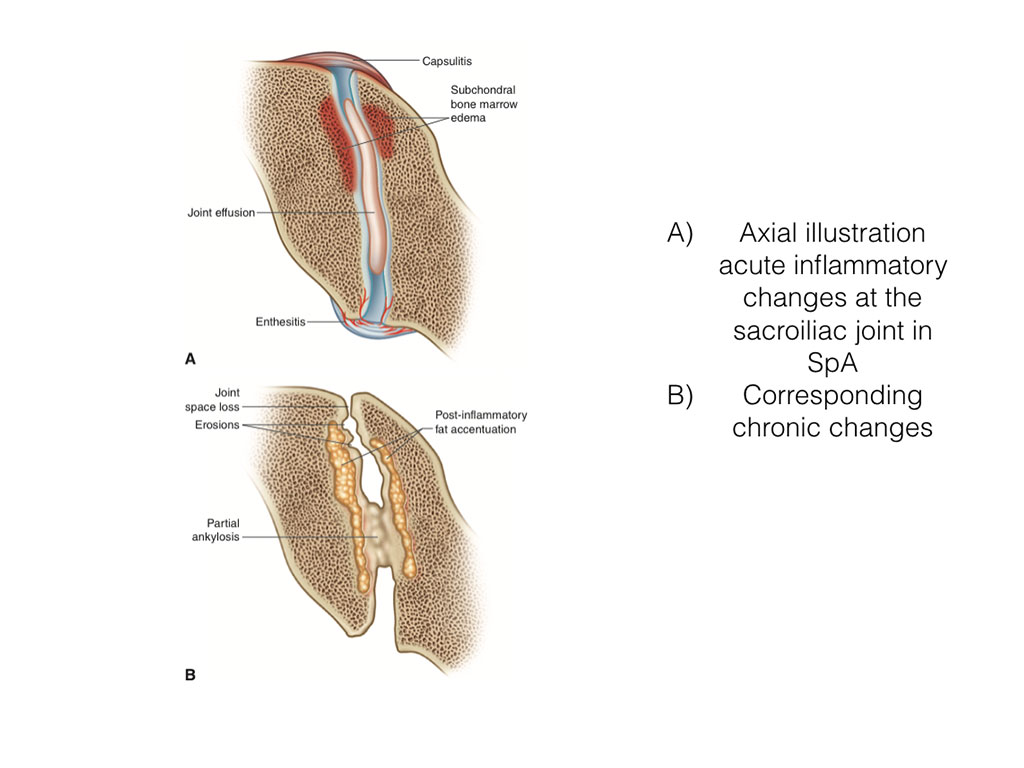 Capsulitis
Subchondral
bone marrow
edema
Joint effusion
Enthesitis
A
Joint
space loss
Erosions
Post-inflammatory
fat accentuation
Partial
ankylosis
B
A) Axial illustration
acute inflammatory
changes at the
sacroiliac joint in
SpA
B) Corresponding
chronic changes